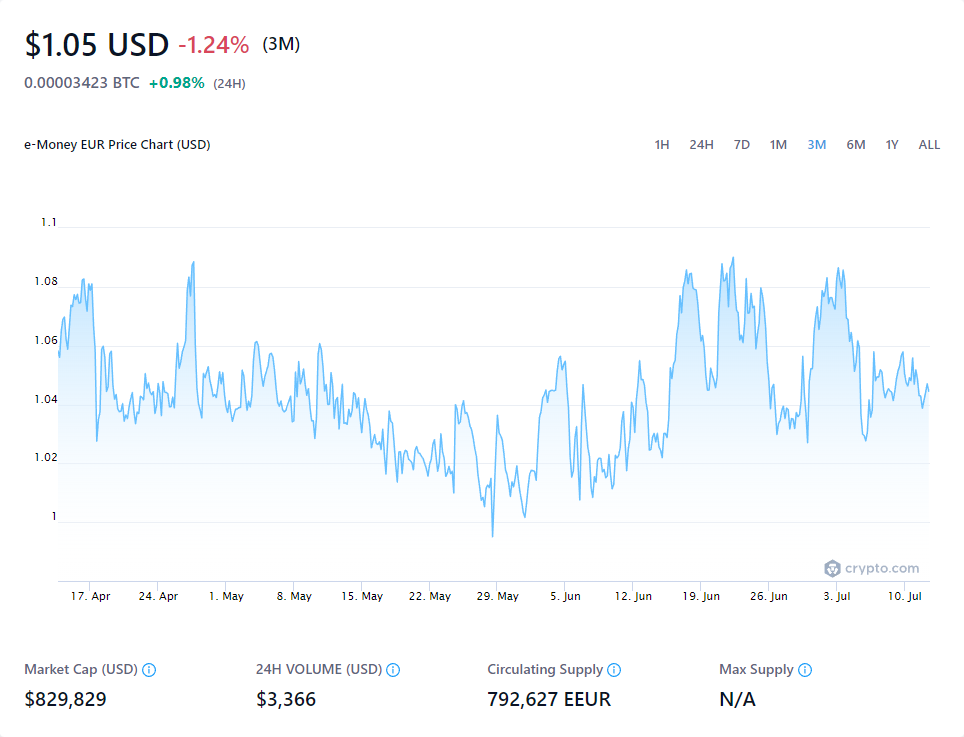 $1.05 USD -1.24% (3M)
0.00003423 BTC +0.98% (24H)
e-Money EUR Price Chart (USD) 1H 24H 7D 1M 3M 6M 1Y ALL
1.1
1.08
1.06
1.04
1.02
1
crypto.com
17. Apr 24. Apr 1. May 8. May 15. May 22. May 29. May 5. Jun 12. Jun 19. Jun 26. Jun 3. Jul 10. Jul
Market Cap (USD) 24H VOLUME (USD) Circulating Supply Max Supply
$829,829 $3,366 792,627 EEUR N/A